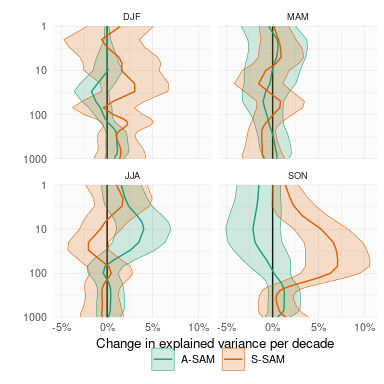 DJF
MAM
1
10
100
1000
JJA
SON
1
10
100
1000
-5%
0%
5%
10%
-5%
0%
5%
10%
Change in explained variance per decade
A-SAM
S-SAM